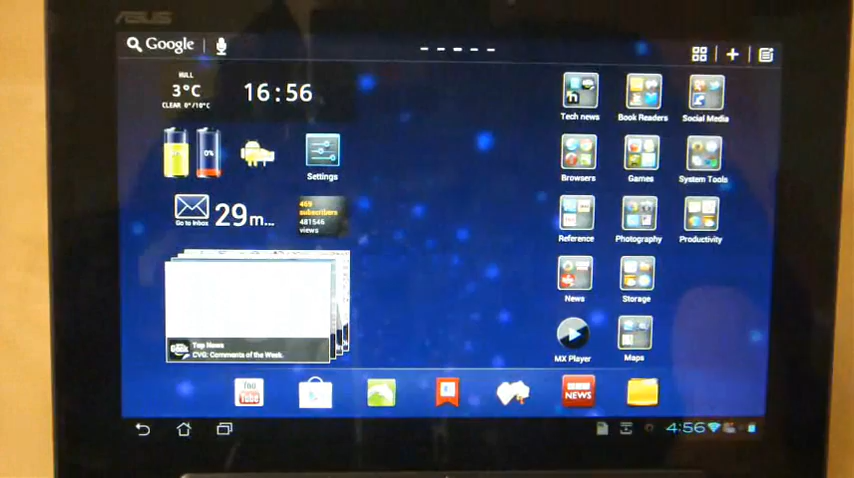 ASUS
Google
HULL
3°C
CLEAR 0°/10°C
16:56
Tech news
Book Readers
Social Media
0%
Settings
Browsers
Games
System Tools
Go to Inbox
29m...
469
subscribers
481546
views
Reference
Photography
Productivity
News
Storage
Top News
CVG: Comments of the Week.
MX Player
Maps
You
Tube
NEWS
4:56